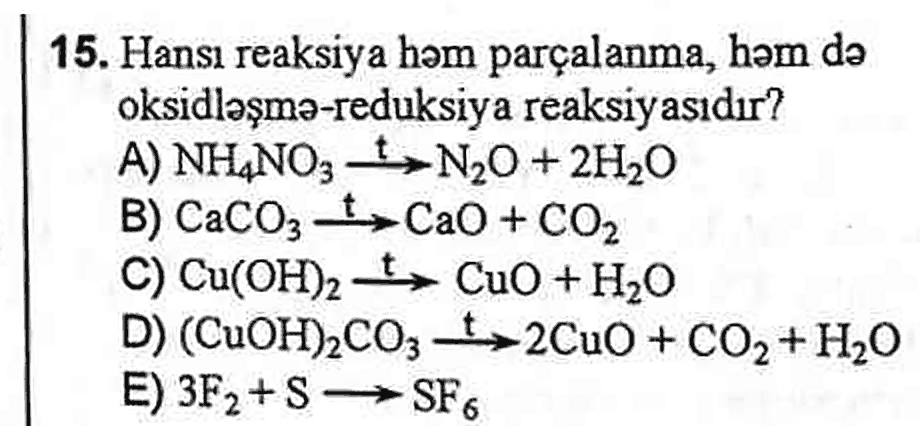 15. Hansı reaksiya həm parçalanma, həm də
oksidləşmə-reduksiya reaksiyasıdır?
A) NH₄NO₃ —t→ N₂O + 2H₂O
B) CaCO₃ —t→ CaO + CO₂
C) Cu(OH)₂ —t→ CuO + H₂O
D) (CuOH)₂CO₃ —t→ 2CuO + CO₂ + H₂O
E) 3F₂ + S → SF₆